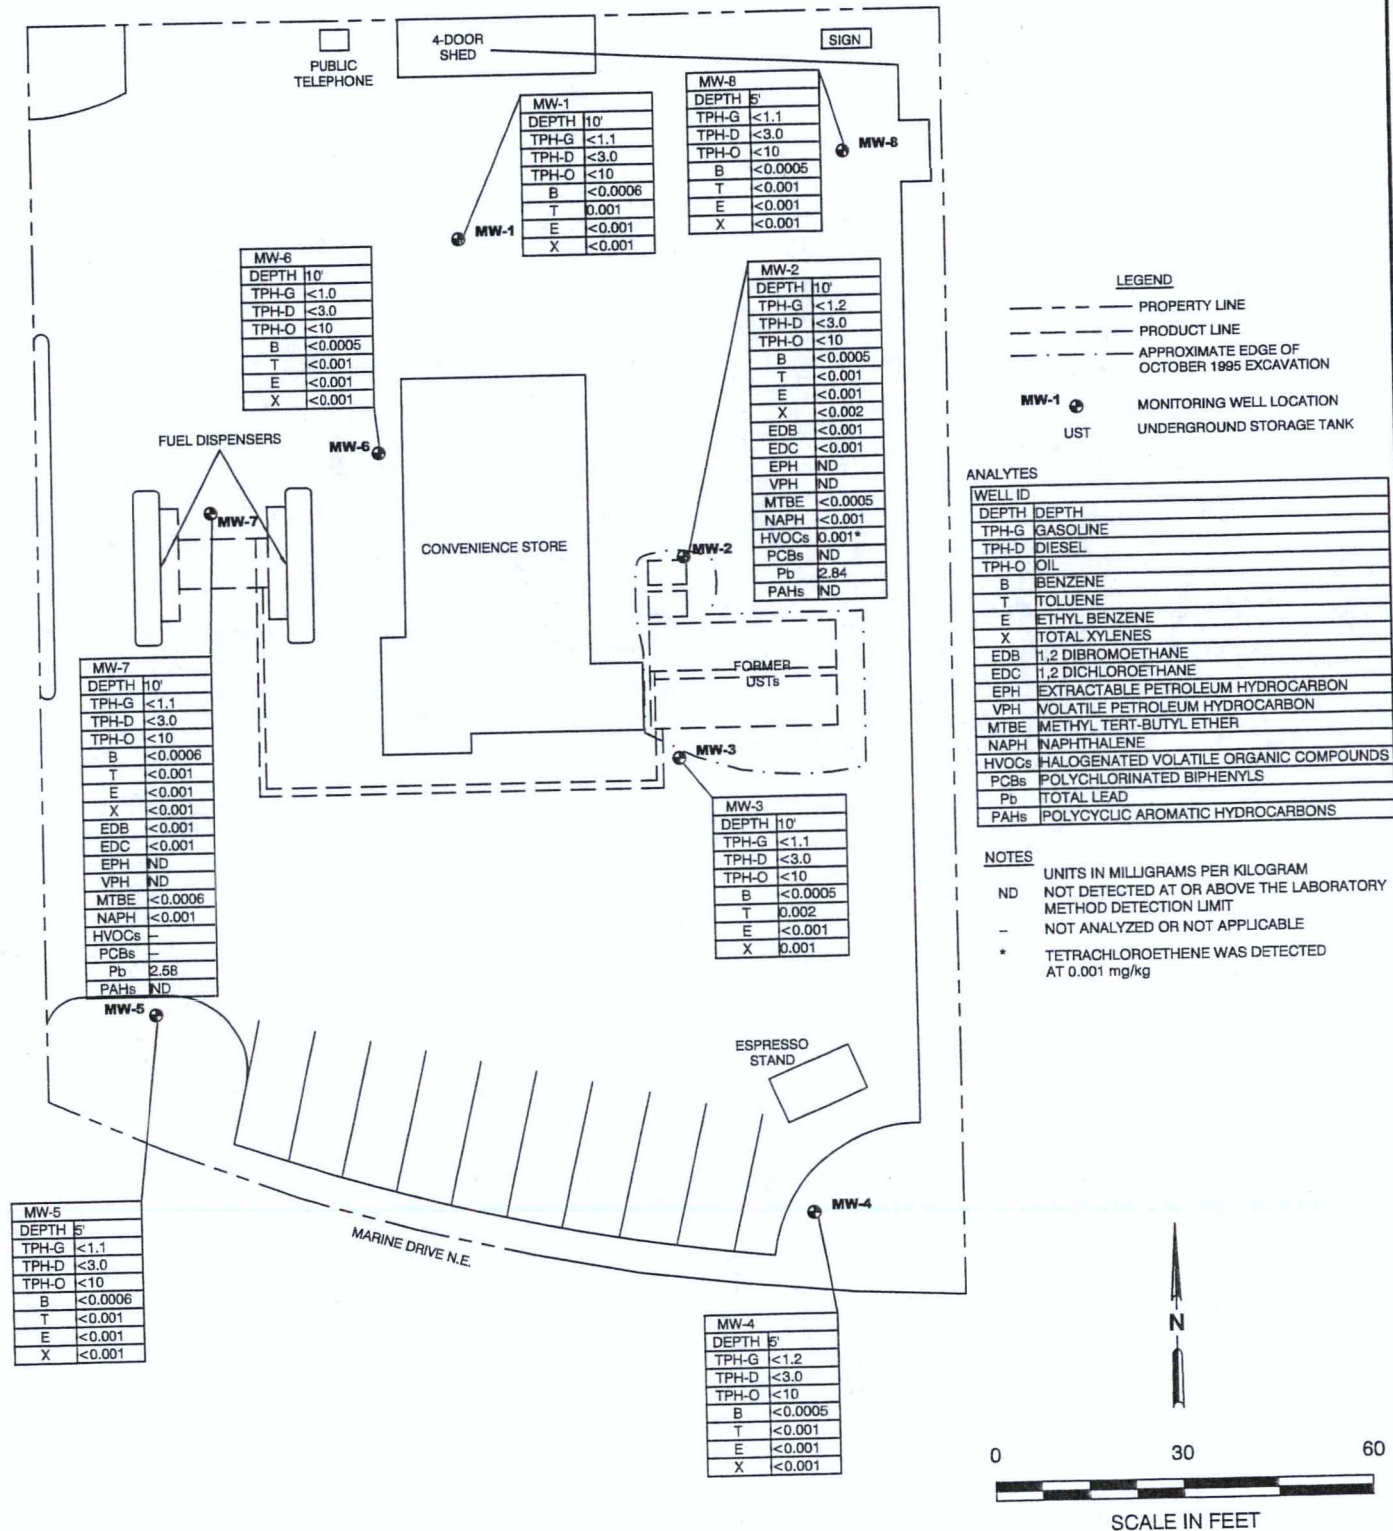 4-DOOR
SHED
SIGN
PUBLIC
TELEPHONE
MW-1
DEPTH 10'
TPH-G <1.1
TPH-D <3.0
TPH-O <10
B <0.0006
T 0.001
E <0.001
X <0.001
MW-1
MW-8
DEPTH 5'
TPH-G <1.1
TPH-D <3.0
TPH-O <10
B <0.0005
T <0.001
E <0.001
X <0.001
MW-8
MW-6
DEPTH 10'
TPH-G <1.0
TPH-D <3.0
TPH-O <10
B <0.0005
T <0.001
E <0.001
X <0.001
MW-6
MW-2
DEPTH 10'
TPH-G <1.2
TPH-D <3.0
TPH-O <10
B <0.0005
T <0.001
E <0.001
X <0.002
EDB <0.001
EDC <0.001
EPH ND
VPH ND
MTBE <0.0005
NAPH <0.001
HVOCs 0.001*
PCBs ND
Pb 2.84
PAHs ND
MW-2
FUEL DISPENSERS
MW-7
CONVENIENCE STORE
FORMER
USTs
MW-7
DEPTH 10'
TPH-G <1.1
TPH-D <3.0
TPH-O <10
B <0.0006
T <0.001
E <0.001
X <0.001
EDB <0.001
EDC <0.001
EPH ND
VPH ND
MTBE <0.0006
NAPH <0.001
HVOCs –
PCBs –
Pb 2.58
PAHs ND
MW-3
MW-3
DEPTH 10'
TPH-G <1.1
TPH-D <3.0
TPH-O <10
B <0.0005
T 0.002
E <0.001
X 0.001
MW-5
ESPRESSO
STAND
MARINE DRIVE N.E.
MW-5
DEPTH 5'
TPH-G <1.1
TPH-D <3.0
TPH-O <10
B <0.0006
T <0.001
E <0.001
X <0.001
MW-4
MW-4
DEPTH 5'
TPH-G <1.2
TPH-D <3.0
TPH-O <10
B <0.0005
T <0.001
E <0.001
X <0.001
LEGEND
PROPERTY LINE
PRODUCT LINE
APPROXIMATE EDGE OF
OCTOBER 1995 EXCAVATION
MW-1 MONITORING WELL LOCATION
UST UNDERGROUND STORAGE TANK
ANALYTES
WELL ID
DEPTH DEPTH
TPH-G GASOLINE
TPH-D DIESEL
TPH-O OIL
B BENZENE
T TOLUENE
E ETHYL BENZENE
X TOTAL XYLENES
EDB 1,2 DIBROMOETHANE
EDC 1,2 DICHLOROETHANE
EPH EXTRACTABLE PETROLEUM HYDROCARBON
VPH VOLATILE PETROLEUM HYDROCARBON
MTBE METHYL TERT-BUTYL ETHER
NAPH NAPHTHALENE
HVOCs HALOGENATED VOLATILE ORGANIC COMPOUNDS
PCBs POLYCHLORINATED BIPHENYLS
Pb TOTAL LEAD
PAHs POLYCYCLIC AROMATIC HYDROCARBONS
NOTES
UNITS IN MILLIGRAMS PER KILOGRAM
ND NOT DETECTED AT OR ABOVE THE LABORATORY
METHOD DETECTION LIMIT
– NOT ANALYZED OR NOT APPLICABLE
* TETRACHLOROETHENE WAS DETECTED
AT 0.001 mg/kg
N
0 30 60
SCALE IN FEET